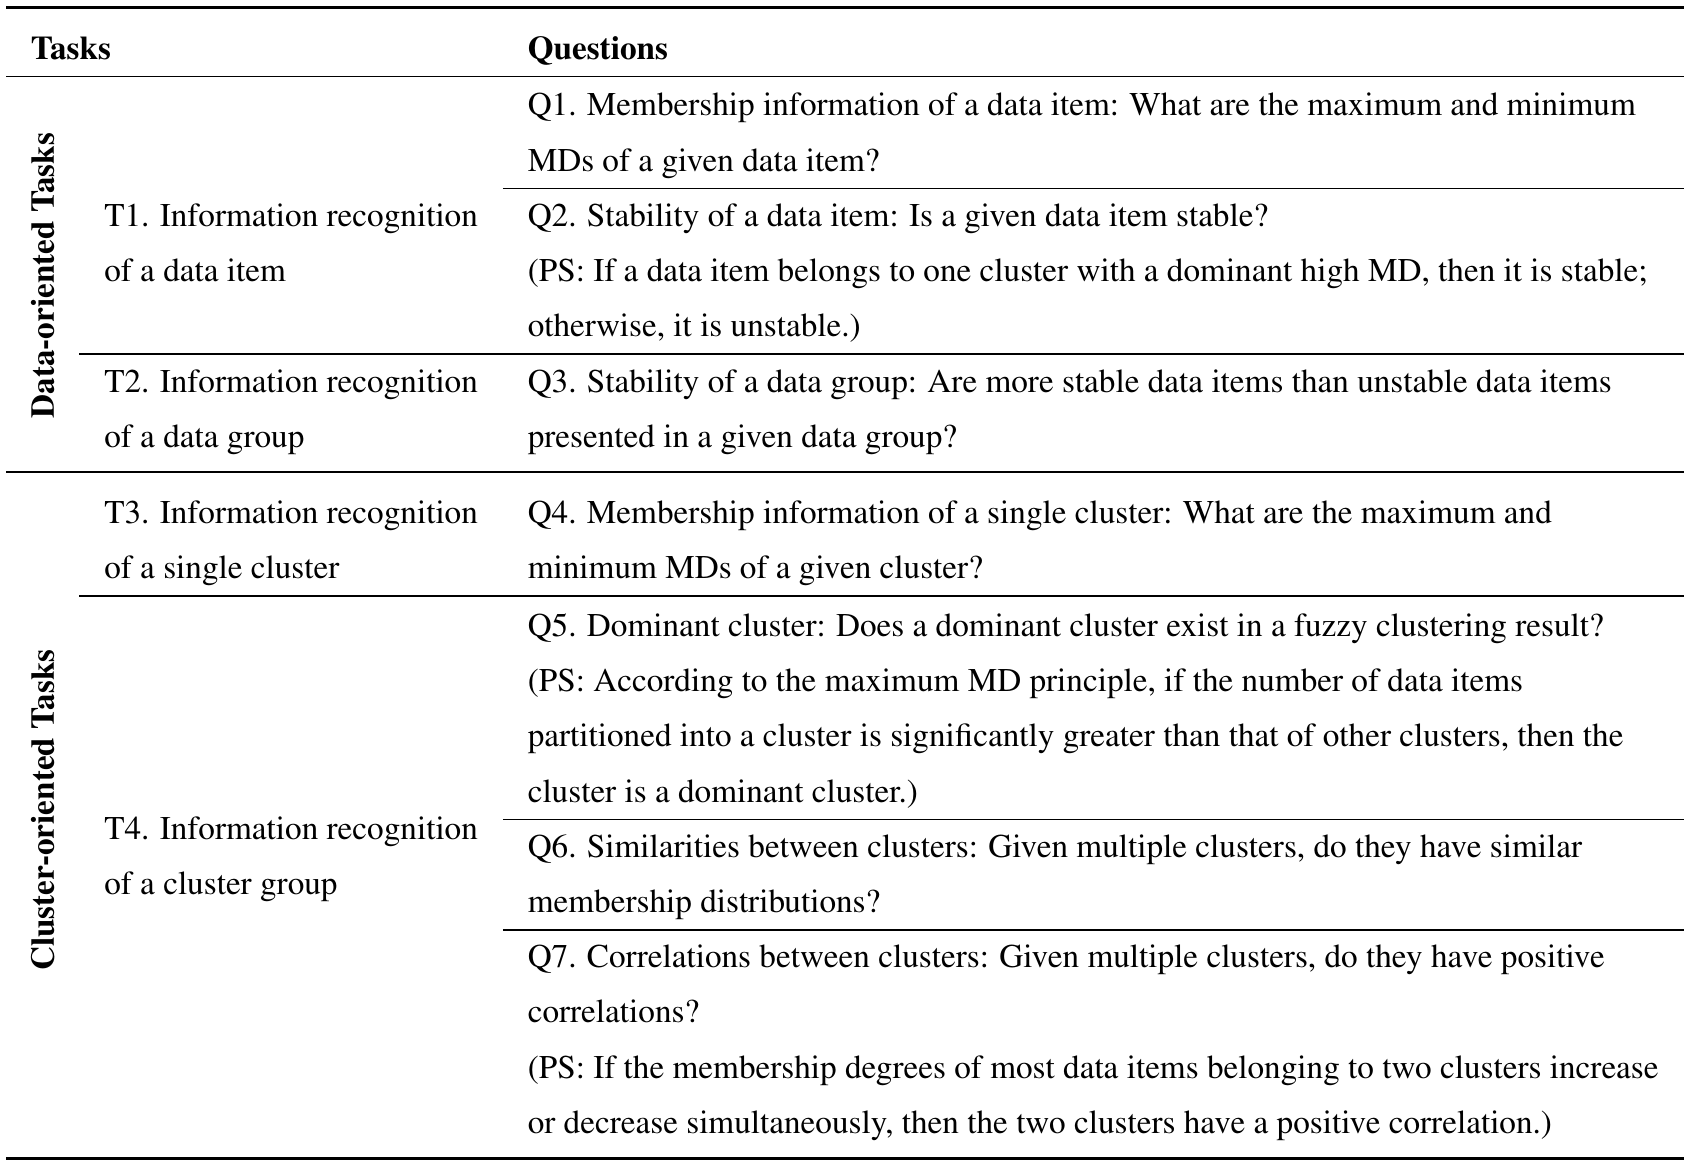 Tasks
Questions
Data-oriented Tasks
T1. Information recognition
of a data item
Q1. Membership information of a data item: What are the maximum and minimum
MDs of a given data item?
Q2. Stability of a data item: Is a given data item stable?
(PS: If a data item belongs to one cluster with a dominant high MD, then it is stable;
otherwise, it is unstable.)
T2. Information recognition
of a data group
Q3. Stability of a data group: Are more stable data items than unstable data items
presented in a given data group?
Cluster-oriented Tasks
T3. Information recognition
of a single cluster
Q4. Membership information of a single cluster: What are the maximum and
minimum MDs of a given cluster?
T4. Information recognition
of a cluster group
Q5. Dominant cluster: Does a dominant cluster exist in a fuzzy clustering result?
(PS: According to the maximum MD principle, if the number of data items
partitioned into a cluster is significantly greater than that of other clusters, then the
cluster is a dominant cluster.)
Q6. Similarities between clusters: Given multiple clusters, do they have similar
membership distributions?
Q7. Correlations between clusters: Given multiple clusters, do they have positive
correlations?
(PS: If the membership degrees of most data items belonging to two clusters increase
or decrease simultaneously, then the two clusters have a positive correlation.)